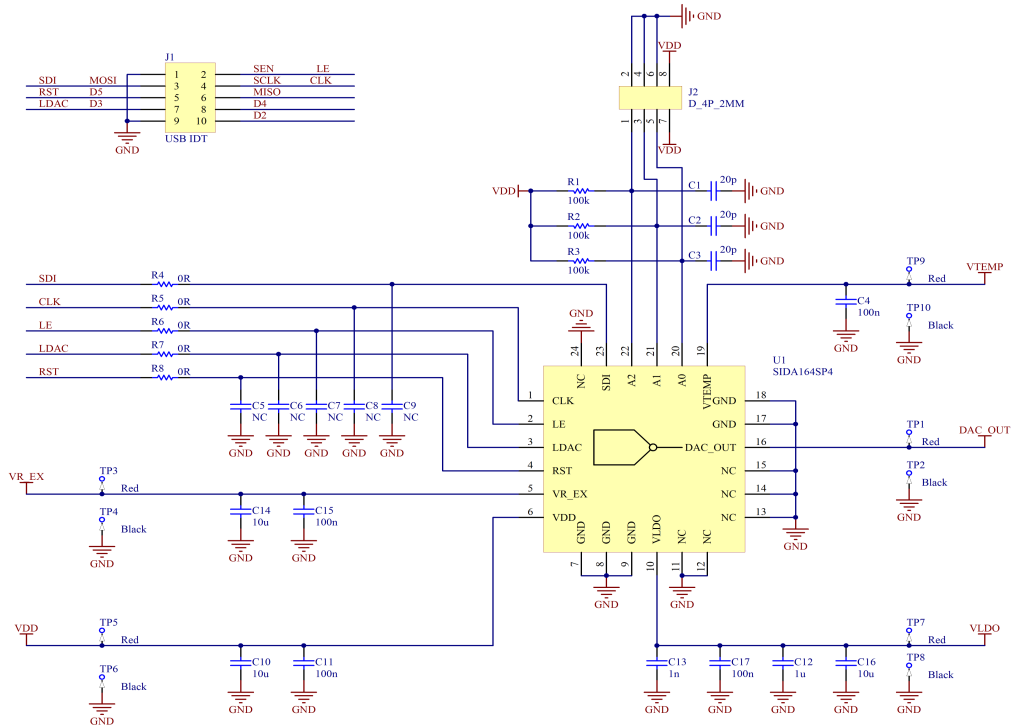 GND
VDD
2 4 6 8
J2
D_4P_2MM
1 3 5 7
VDD
J1
1 2 SEN LE
SDI MOSI 3 4 SCLK CLK
RST D5 5 6 MISO
LDAC D3 7 8 D4
9 10 D2
USB IDT
GND
VDD R1 100k C1 20p GND
R2 100k C2 20p GND
R3 100k C3 20p GND
SDI R4 0R
CLK R5 0R
LE R6 0R
LDAC R7 0R
RST R8 0R
C5 C6 C7 C8 C9
NC NC NC NC NC
GND GND GND GND GND
TP9
Red
VTEMP
C4
100n
GND
TP10
Black
GND
GND
24 23 22 21 20 19
NC SDI A2 A1 A0 VTEMP
U1
SIDA164SP4
1 CLK GND 18
2 LE GND 17
3 LDAC DAC_OUT 16
4 RST NC 15
5 VR_EX NC 14
6 VDD NC 13
GND GND GND VLDO NC NC
7 8 9 10 11 12
GND GND
GND
TP1
Red
DAC_OUT
TP2
Black
GND
VR_EX
TP3
Red
TP4
Black
GND
C14
10u
GND
C15
100n
GND
VDD
TP5
Red
TP6
Black
GND
C10
10u
GND
C11
100n
GND
C13
1n
GND
C17
100n
GND
C12
1u
GND
C16
10u
GND
TP7
Red
VLDO
TP8
Black
GND